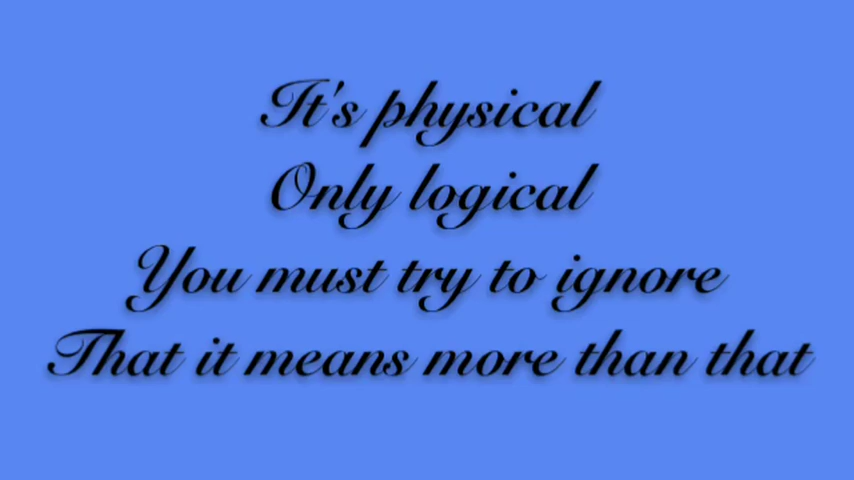 It's physical
Only logical
You must try to ignore
That it means more than that